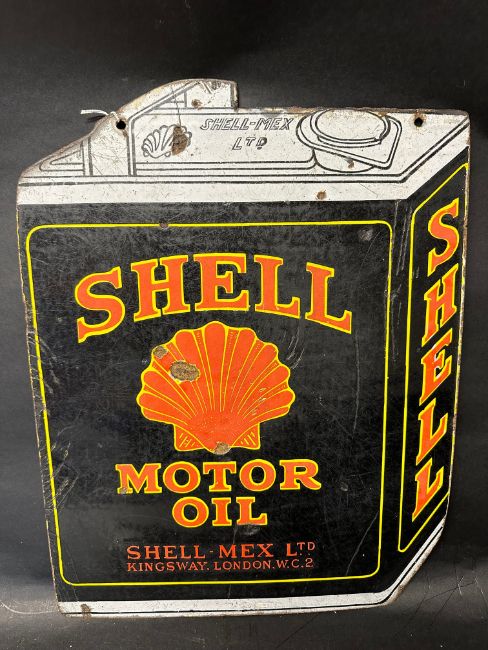 SHELL-MEX
LTD
SHELL
MOTOR
OIL
SHELL-MEX LTD
KINGSWAY. LONDON. W.C.2
SHELL